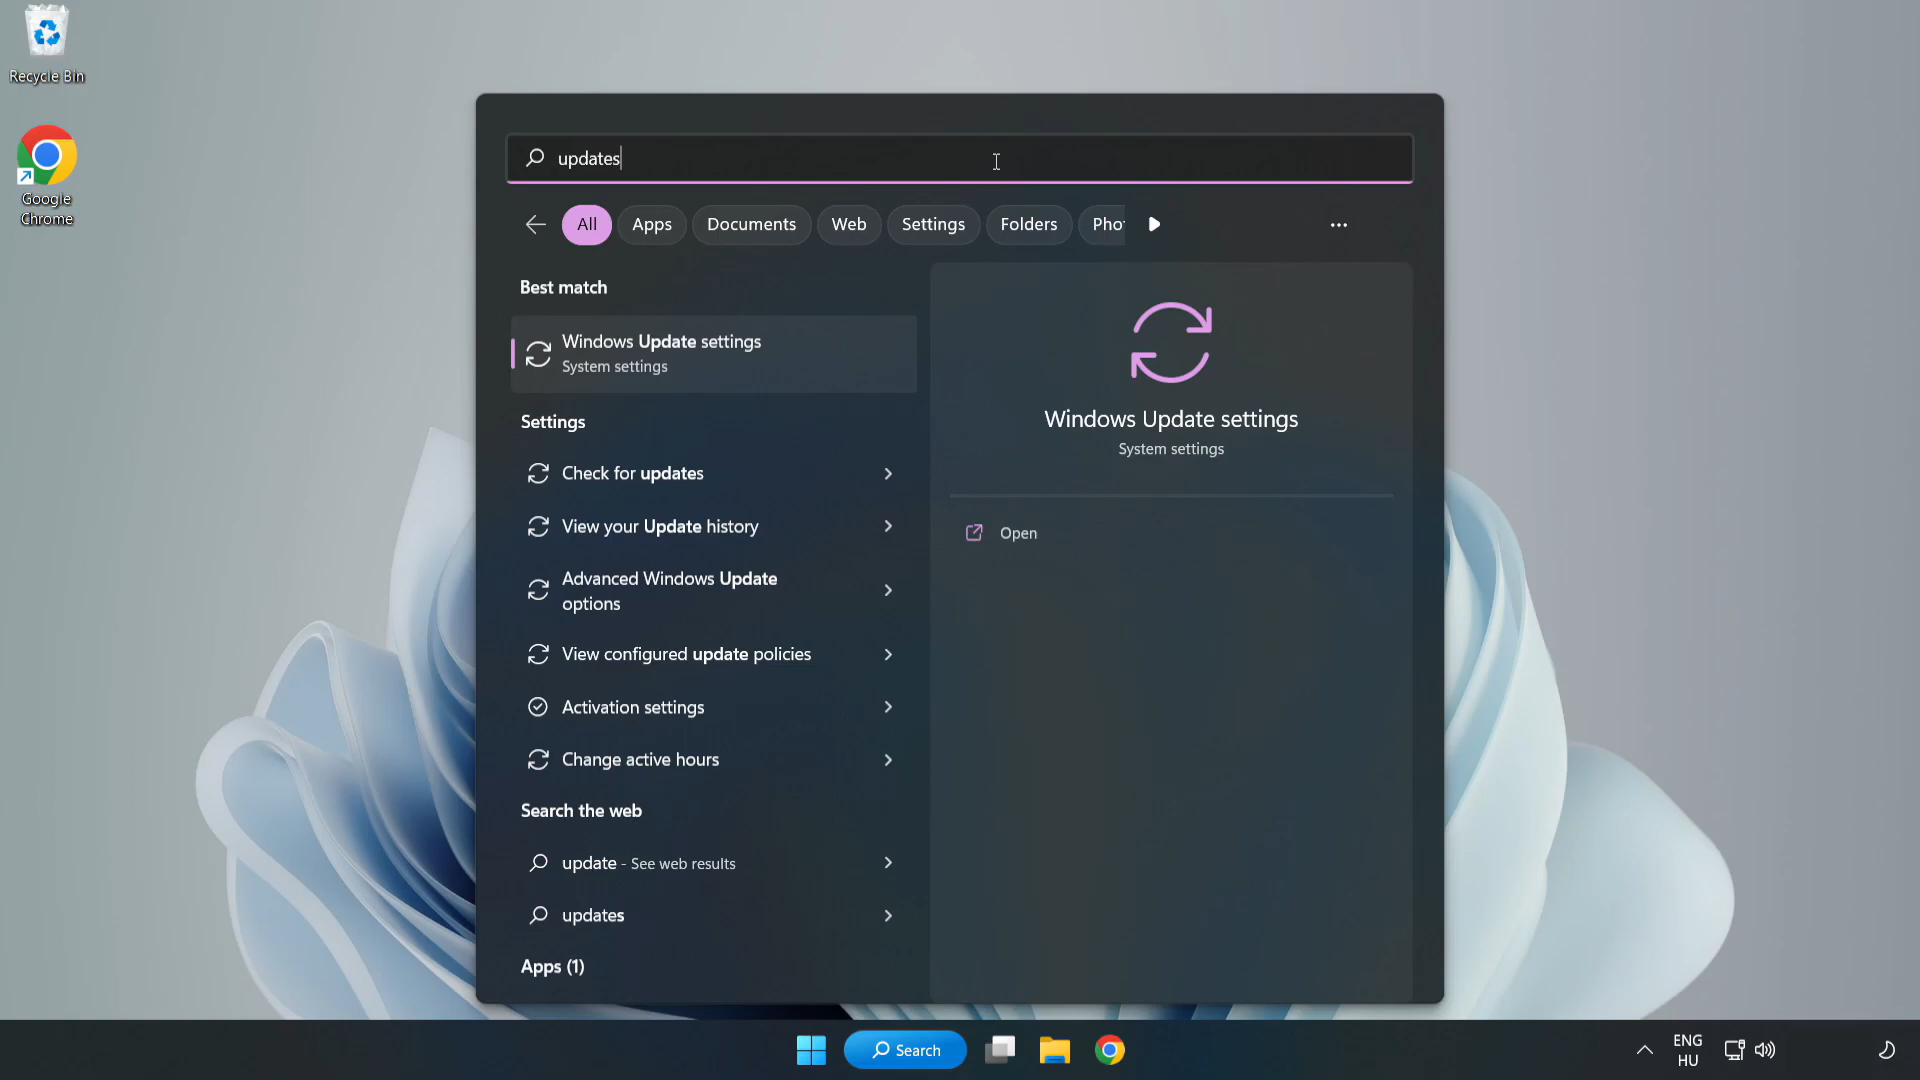 Recycle Bin
Google
Chrome
updates
All
Apps
Documents
Web
Settings
Folders
Best match
Windows Update settings
System settings
Settings
Check for updates
View your Update history
Advanced Windows Update
options
View configured update policies
Activation settings
Change active hours
Search the web
update - See web results
updates
Apps (1)
Windows Update settings
System settings
Open
Search
ENG
HU